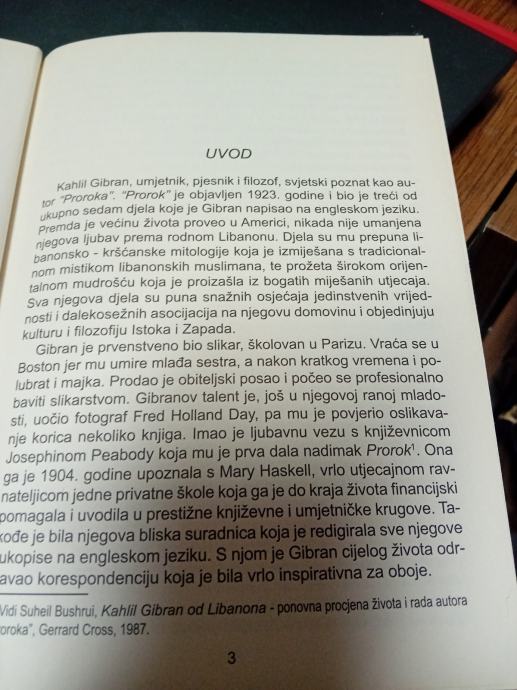 UVOD
Kahlil Gibran, umjetnik, pjesnik i filozof, svjetski poznat kao au-
tor "Proroka". "Prorok" je objavljen 1923. godine i bio je treći od
ukupno sedam djela koje je Gibran napisao na engleskom jeziku.
Premda je većinu života proveo u Americi, nikada nije umanjena
njegova ljubav prema rodnom Libanonu. Djela su mu prepuna li-
banonsko - kršćanske mitologije koja je izmiješana s tradicional-
nom mistikom libanonskih muslimana, te prožeta širokom orijen-
talnom mudrošću koja je proizašla iz bogatih miješanih utjecaja.
Sva njegova djela su puna snažnih osjećaja jedinstvenih vrijed-
nosti i dalekosežnih asocijacija na njegovu domovinu i objedinjuju
kulturu i filozofiju Istoka i Zapada.
Gibran je prvenstveno bio slikar, školovan u Parizu. Vraća se u
Boston jer mu umire mlađa sestra, a nakon kratkog vremena i po-
lubrat i majka. Prodao je obiteljski posao i počeo se profesionalno
baviti slikarstvom. Gibranov talent je, još u njegovoj ranoj mlado-
sti, uočio fotograf Fred Holland Day, pa mu je povjerio oslikava-
nje korica nekoliko knjiga. Imao je ljubavnu vezu s književnicom
Josephinom Peabody koja mu je prva dala nadimak Prorok¹. Ona
ga je 1904. godine upoznala s Mary Haskell, vrlo utjecajnom rav-
nateljicom jedne privatne škole koja ga je do kraja života financijski
pomagala i uvodila u prestižne književne i umjetničke krugove. Ta-
kođe je bila njegova bliska suradnica koja je redigirala sve njegove
ukopise na engleskom jeziku. S njom je Gibran cijelog života odr-
avao korespondenciju koja je bila vrlo inspirativna za oboje.
Vidi Suheil Bushrui, Kahlil Gibran od Libanona - ponovna procjena života i rada autora
roroka", Gerrard Cross, 1987.
3